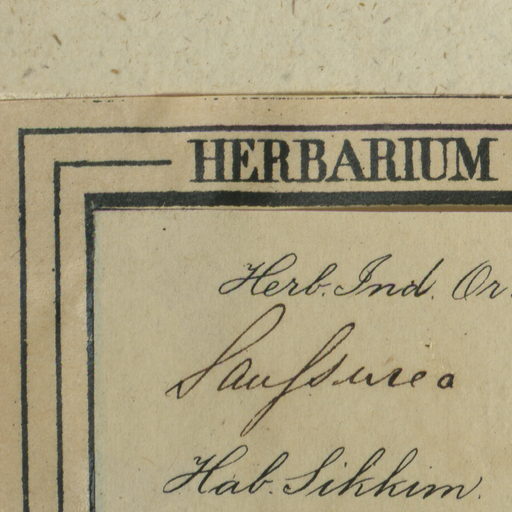 HERBARIUM
Herb. Ind. Or.
Saussurea
Hab. Sikkim.